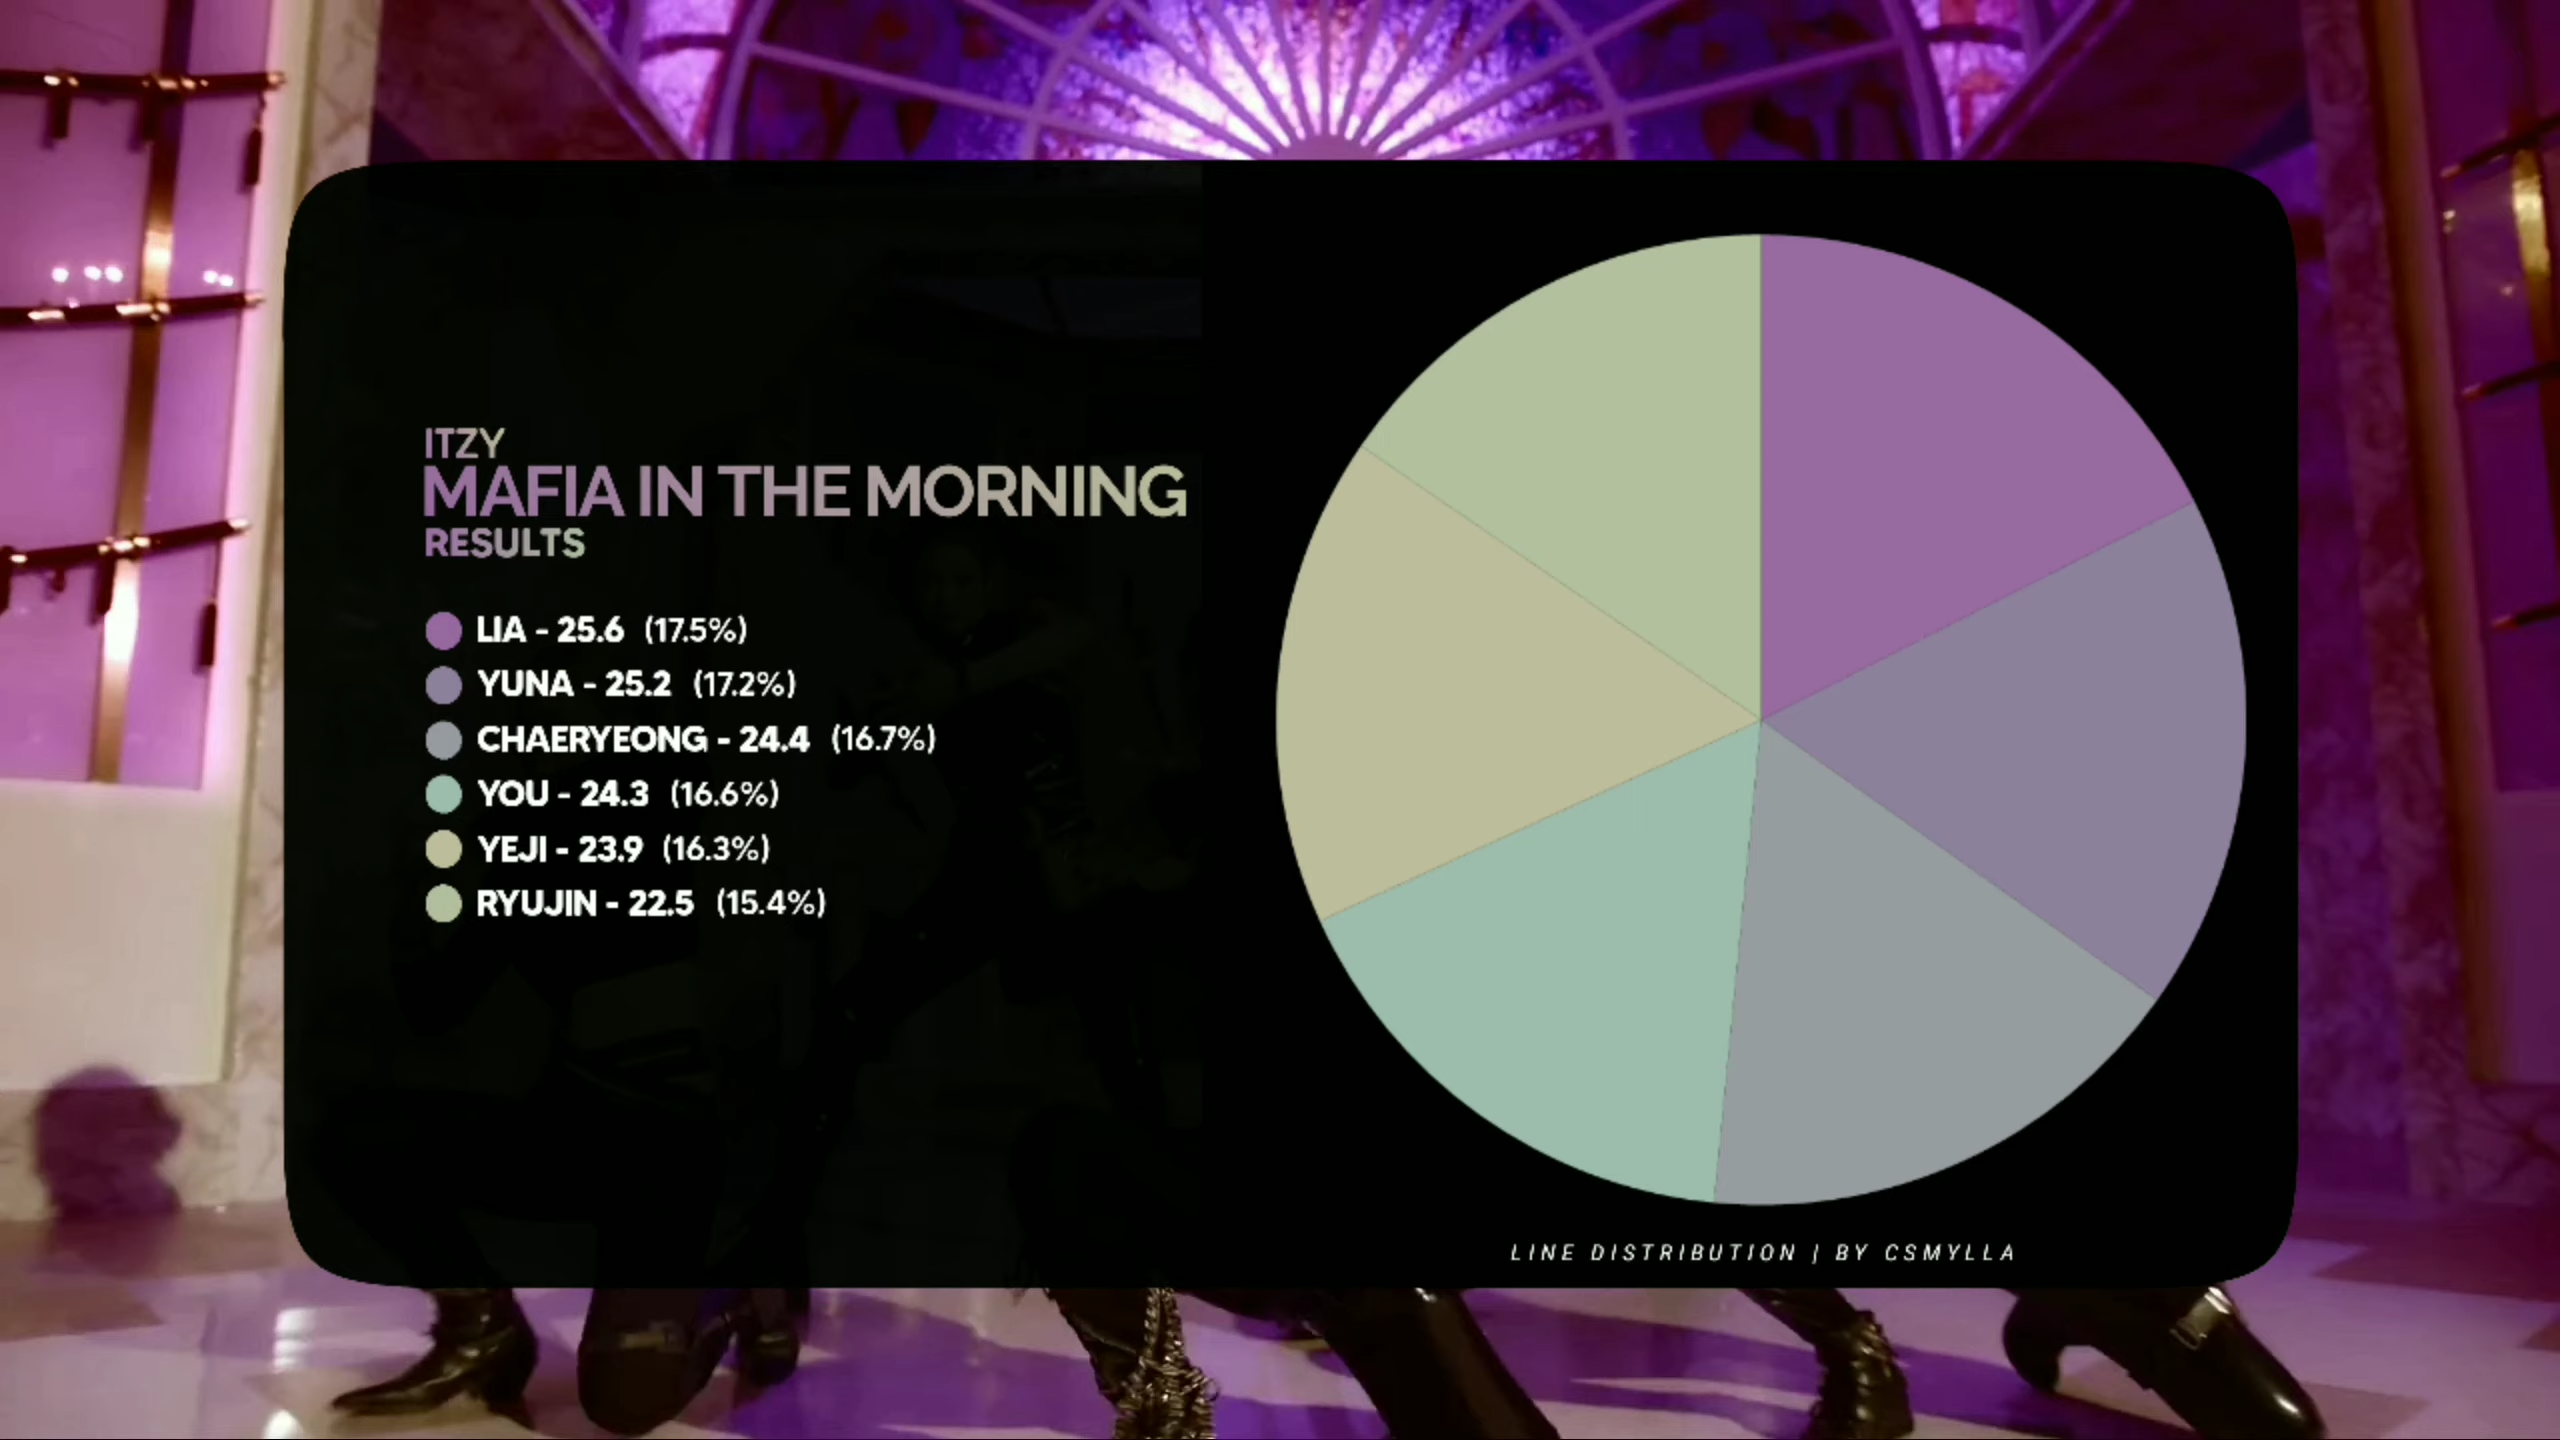 ITZY
MAFIA IN THE MORNING
RESULTS
LIA - 25.6 (17.5%)
YUNA - 25.2 (17.2%)
CHAERYEONG - 24.4 (16.7%)
YOU - 24.3 (16.6%)
YEJI - 23.9 (16.3%)
RYUJIN - 22.5 (15.4%)
LINE DISTRIBUTION | BY CSMYLLA